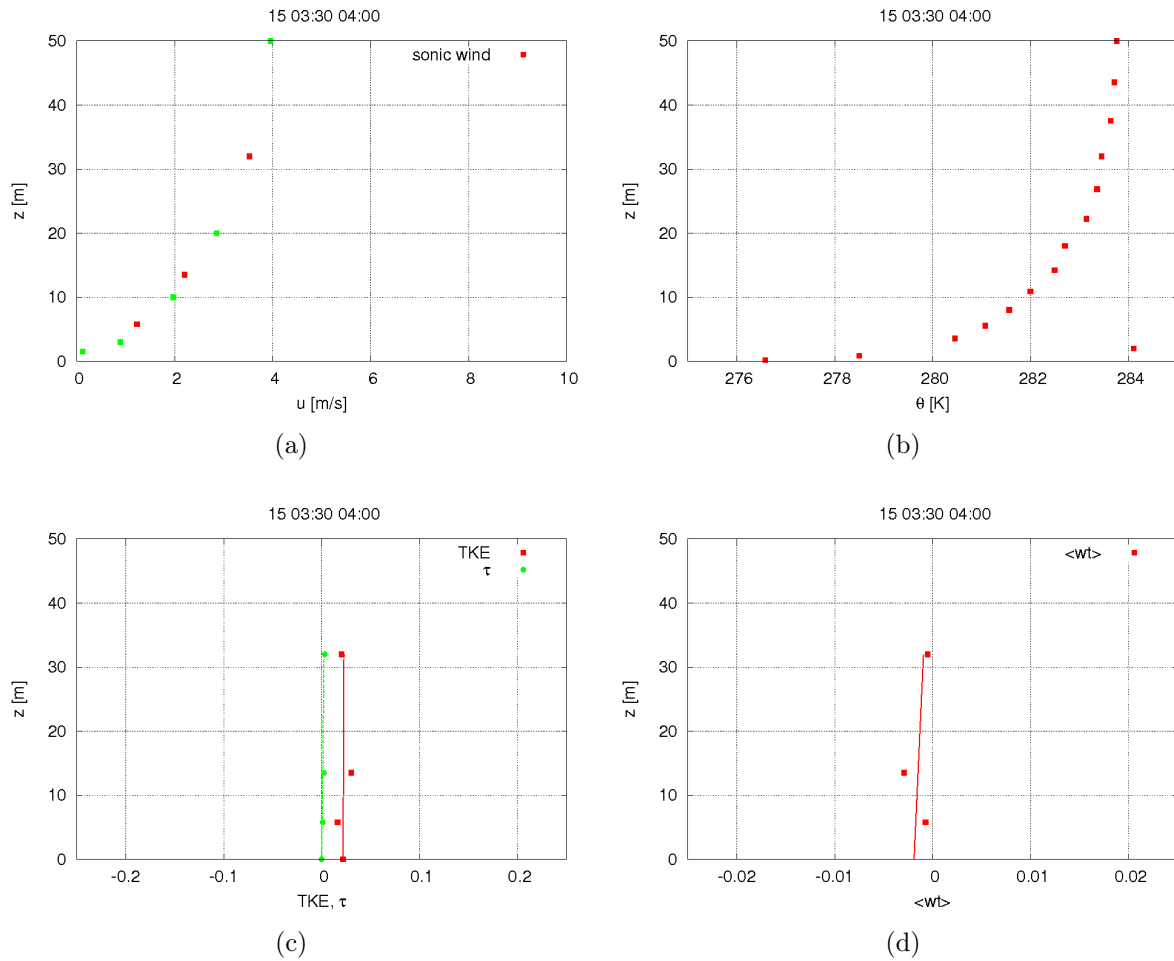 15 03:30 04:00
50
40
30
20
10
0
z [m]
sonic wind
0 2 4 6 8 10
u [m/s]
(a)
15 03:30 04:00
50
40
30
20
10
0
z [m]
276 278 280 282 284
θ [K]
(b)
15 03:30 04:00
50
40
30
20
10
0
z [m]
TKE
τ
-0.2 -0.1 0 0.1 0.2
TKE, τ
(c)
15 03:30 04:00
50
40
30
20
10
0
z [m]
<wt>
-0.02 -0.01 0 0.01 0.02
<wt>
(d)